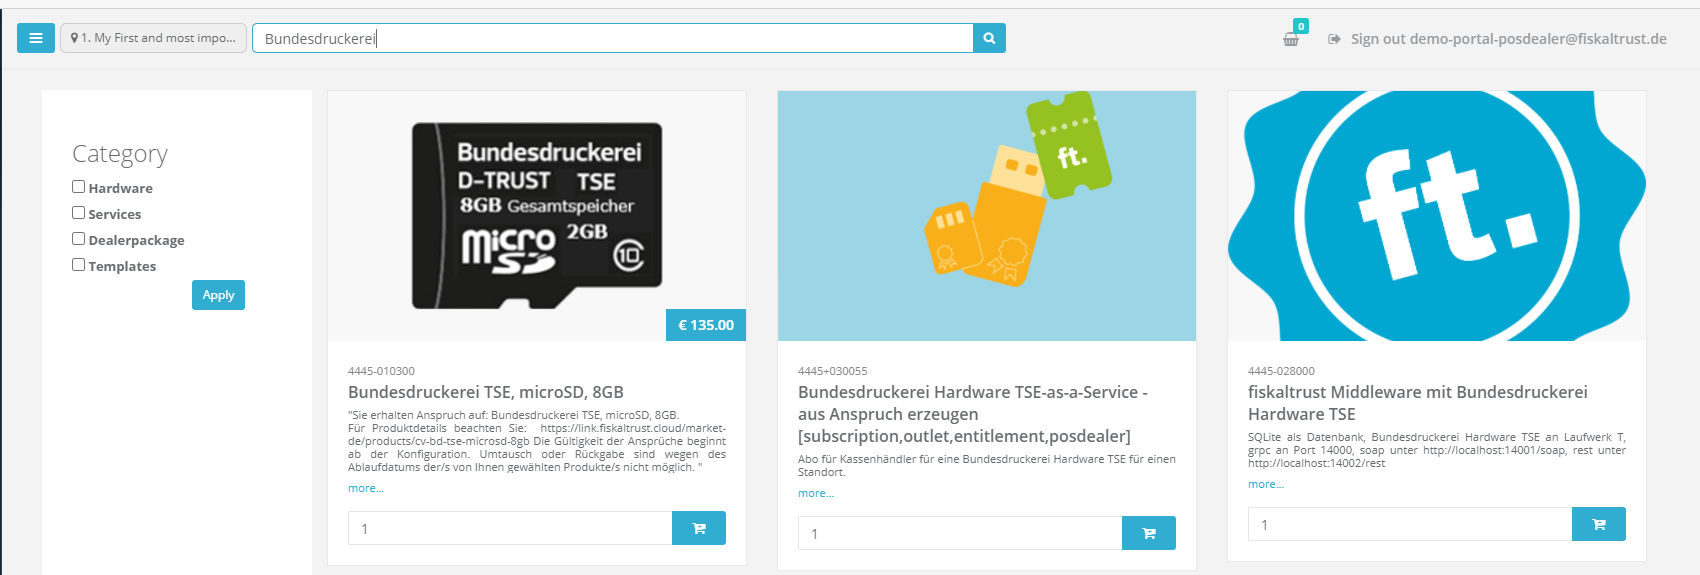 1. My First and most impo...
Bundesdruckerei
0
Sign out demo-portal-posdealer@fiskaltrust.de
Category
Hardware
Services
Dealerpackage
Templates
Apply
Bundesdruckerei
D-TRUST TSE
8GB Gesamtspeicher
micro SD 2GB 10
€ 135.00
4445-010300
Bundesdruckerei TSE, microSD, 8GB
"Sie erhalten Anspruch auf: Bundesdruckerei TSE, microSD, 8GB.
Für Produktdetails beachten Sie: https://link.fiskaltrust.cloud/market-
de/products/cv-bd-tse-microsd-8gb Die Gültigkeit der Ansprüche beginnt
ab der Konfiguration. Umtausch oder Rückgabe sind wegen des
Ablaufdatums der/s von Ihnen gewählten Produkte/s nicht möglich. "
more...
1
ft.
4445+030055
Bundesdruckerei Hardware TSE-as-a-Service -
aus Anspruch erzeugen
[subscription,outlet,entitlement,posdealer]
Abo für Kassenhändler für eine Bundesdruckerei Hardware TSE für einen
Standort.
more...
1
ft.
4445-028000
fiskaltrust Middleware mit Bundesdruckerei
Hardware TSE
SQLite als Datenbank, Bundesdruckerei Hardware TSE an Laufwerk T,
grpc an Port 14000, soap unter http://localhost:14001/soap, rest unter
http://localhost:14002/rest
more...
1